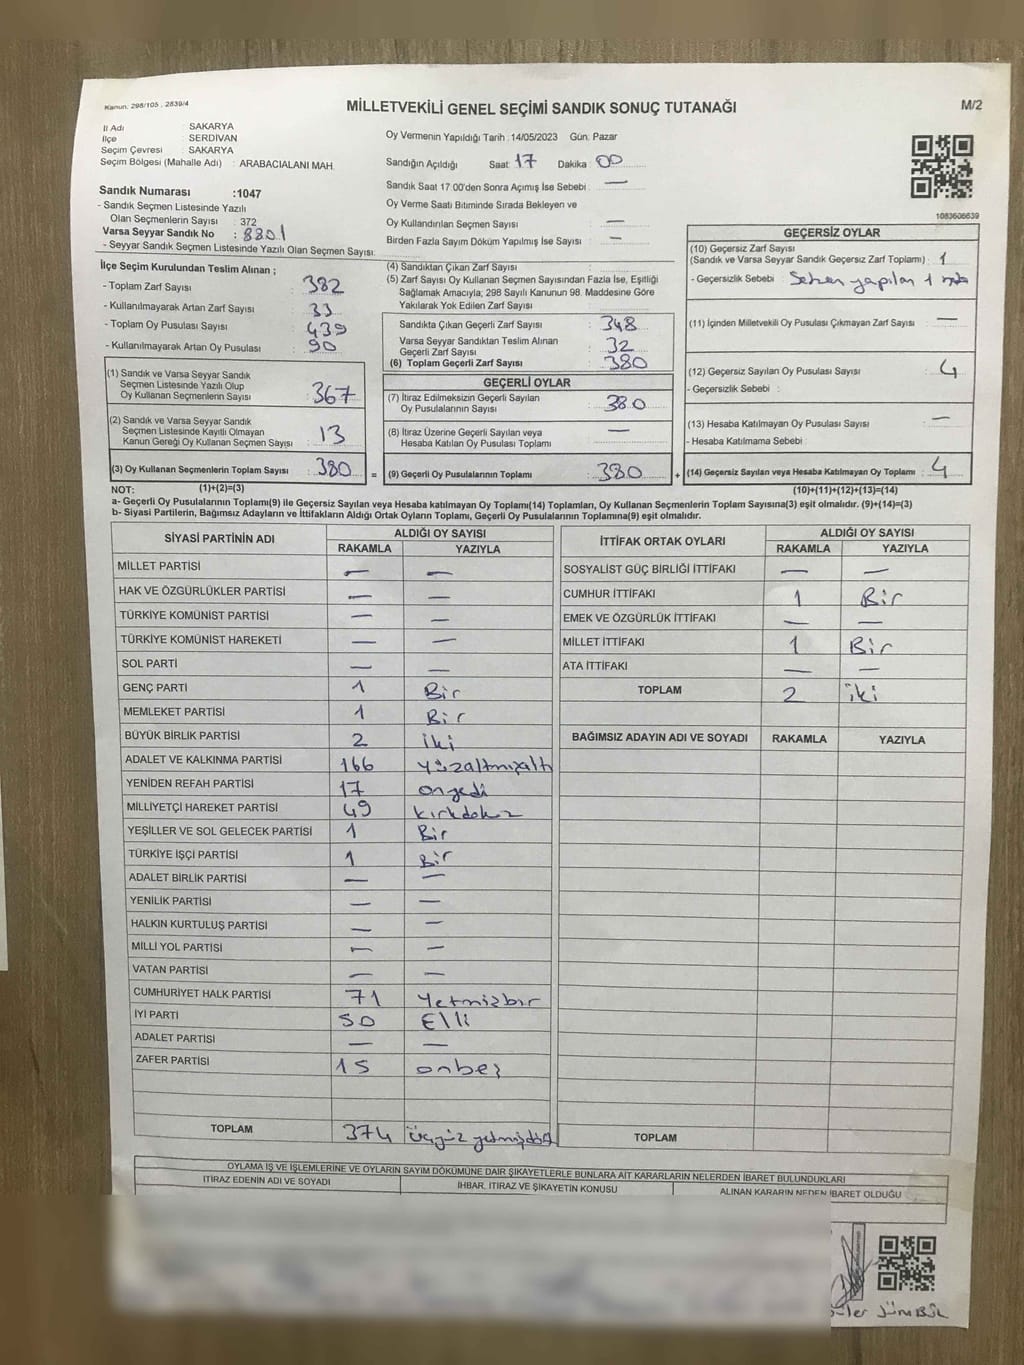 Kanun: 298/105 , 2839/4
MİLLETVEKİLİ GENEL SEÇİMİ SANDIK SONUÇ TUTANAĞI
M/2
İl Adı : SAKARYA
İlçe : SERDİVAN
Seçim Çevresi : SAKARYA
Seçim Bölgesi (Mahalle Adı) : ARABACIALANI MAH.
Sandık Numarası :1047
- Sandık Seçmen Listesinde Yazılı
Olan Seçmenlerin Sayısı : 372
Varsa Seyyar Sandık No : 8801
- Seyyar Sandık Seçmen Listesinde Yazılı Olan Seçmen Sayısı:
Oy Vermenin Yapıldığı Tarih :14/05/2023 Gün: Pazar
Sandığın Açıldığı Saat: 17 Dakika: 00
Sandık Saat 17 00'den Sonra Açımış İse Sebebi : —
Oy Verme Saati Bitiminde Sırada Bekleyen ve
Oy Kullandırılan Seçmen Sayısı : —
Birden Fazla Sayım Döküm Yapılmış İse Sayısı : —
1083606639
İlçe Seçim Kurulundan Teslim Alınan ;
- Toplam Zarf Sayısı : 382
- Kullanılmayarak Artan Zarf Sayısı : 33
- Toplam Oy Pusulası Sayısı : 439
- Kullanılmayarak Artan Oy Pusulası : 90
(4) Sandıktan Çıkan Zarf Sayısı :
(5) Zarf Sayısı Oy Kullanan Seçmen Sayısından Fazla İse, Eşitliği
Sağlamak Amacıyla; 298 Sayılı Kanunun 98. Maddesine Göre
Yakılarak Yok Edilen Zarf Sayısı :
Sandıkta Çıkan Geçerli Zarf Sayısı : 348
Varsa Seyyar Sandıktan Teslim Alınan
Geçerli Zarf Sayısı : 32
(6) Toplam Geçerli Zarf Sayısı : 380
GEÇERSİZ OYLAR
(10) Geçersiz Zarf Sayısı
(Sandık ve Varsa Seyyar Sandık Geçersiz Zarf Toplamı) : 1
- Geçersizlik Sebebi : yapılan 1
(11) İçinden Milletvekili Oy Pusulası Çıkmayan Zarf Sayısı : —
(12) Geçersiz Sayılan Oy Pusulası Sayısı : 4
- Geçersizlik Sebebi :
(13) Hesaba Katılmayan Oy Pusulası Sayısı : —
- Hesaba Katılmama Sebebi :
(14) Geçersiz Sayılan veya Hesaba Katılmayan Oy Toplamı : 4
(1) Sandık ve Varsa Seyyar Sandık
Seçmen Listesinde Yazılı Olup
Oy Kullanan Seçmenlerin Sayısı : 367
(2) Sandık ve Varsa Seyyar Sandık
Seçmen Listesinde Kayıtlı Olmayan
Kanun Gereği Oy Kullanan Seçmen Sayısı : 13
(3) Oy Kullanan Seçmenlerin Toplam Sayısı : 380 =
GEÇERLİ OYLAR
(7) İtiraz Edilmeksizin Geçerli Sayılan
Oy Pusulalarının Sayısı : 380
(8) İtiraz Üzerine Geçerli Sayılan veya
Hesaba Katılan Oy Pusulası Toplamı : —
(9) Geçerli Oy Pusulalarının Toplamı : 380 +
NOT: (1)+(2)=(3)
(10)+(11)+(12)+(13)=(14)
a- Geçerli Oy Pusulalarının Toplamı(9) ile Geçersiz Sayılan veya Hesaba katılmayan Oy Toplamı(14) Toplamları, Oy Kullanan Seçmenlerin Toplam Sayısına(3) eşit olmalıdır. (9)+(14)=(3)
b- Siyasi Partilerin, Bağımsız Adayların ve İttifakların Aldığı Ortak Oyların Toplamı, Geçerli Oy Pusulalarının Toplamına(9) eşit olmalıdır.
SİYASİ PARTİNİN ADI ALDIĞI OY SAYISI
RAKAMLA YAZIYLA
MİLLET PARTİSİ — —
HAK VE ÖZGÜRLÜKLER PARTİSİ — —
TÜRKİYE KOMÜNİST PARTİSİ — —
TÜRKİYE KOMÜNİST HAREKETİ — —
SOL PARTİ — —
GENÇ PARTİ 1 Bir
MEMLEKET PARTİSİ 1 Bir
BÜYÜK BİRLİK PARTİSİ 2 iki
ADALET VE KALKINMA PARTİSİ 166 yüzaltmışaltı
YENİDEN REFAH PARTİSİ 17 onyedi
MİLLİYETÇİ HAREKET PARTİSİ 49 kırkdokuz
YEŞİLLER VE SOL GELECEK PARTİSİ 1 Bir
TÜRKİYE İŞÇİ PARTİSİ 1 Bir
ADALET BİRLİK PARTİSİ — —
YENİLİK PARTİSİ — —
HALKIN KURTULUŞ PARTİSİ — —
MİLLİ YOL PARTİSİ — —
VATAN PARTİSİ — —
CUMHURİYET HALK PARTİSİ 71 Yetmişbir
İYİ PARTİ 50 Elli
ADALET PARTİSİ — —
ZAFER PARTİSİ 15 onbeş
TOPLAM 374 üçyüz yetmişdört
İTTİFAK ORTAK OYLARI ALDIĞI OY SAYISI
RAKAMLA YAZIYLA
SOSYALIST GÜÇ BİRLİĞİ İTTİFAKI — —
CUMHUR İTTİFAKI 1 Bir
EMEK VE ÖZGÜRLÜK İTTİFAKI — —
MİLLET İTTİFAKI 1 Bir
ATA İTTİFAKI — —
TOPLAM 2 iki
BAĞIMSIZ ADAYIN ADI VE SOYADI RAKAMLA YAZIYLA
TOPLAM
OYLAMA İŞ VE İŞLEMLERİNE VE OYLARIN SAYIM DÖKÜMÜNE DAİR ŞİKAYETLERLE BUNLARA AİT KARARLARIN NELERDEN İBARET BULUNDUKLARI
İTİRAZ EDENİN ADI VE SOYADI İHBAR, İTİRAZ VE ŞİKAYETİN KONUSU ALINAN KARARIN NEDEN İBARET OLDUĞU